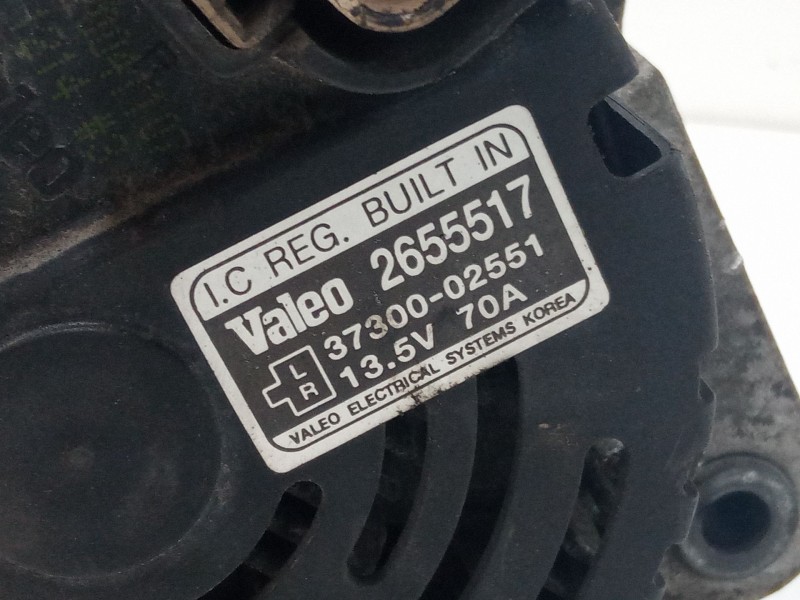 I.C REG. BUILT IN
Valeo 2655517
37300-02551
L
R
13.5V 70A
VALEO ELECTRICAL SYSTEMS KOREA